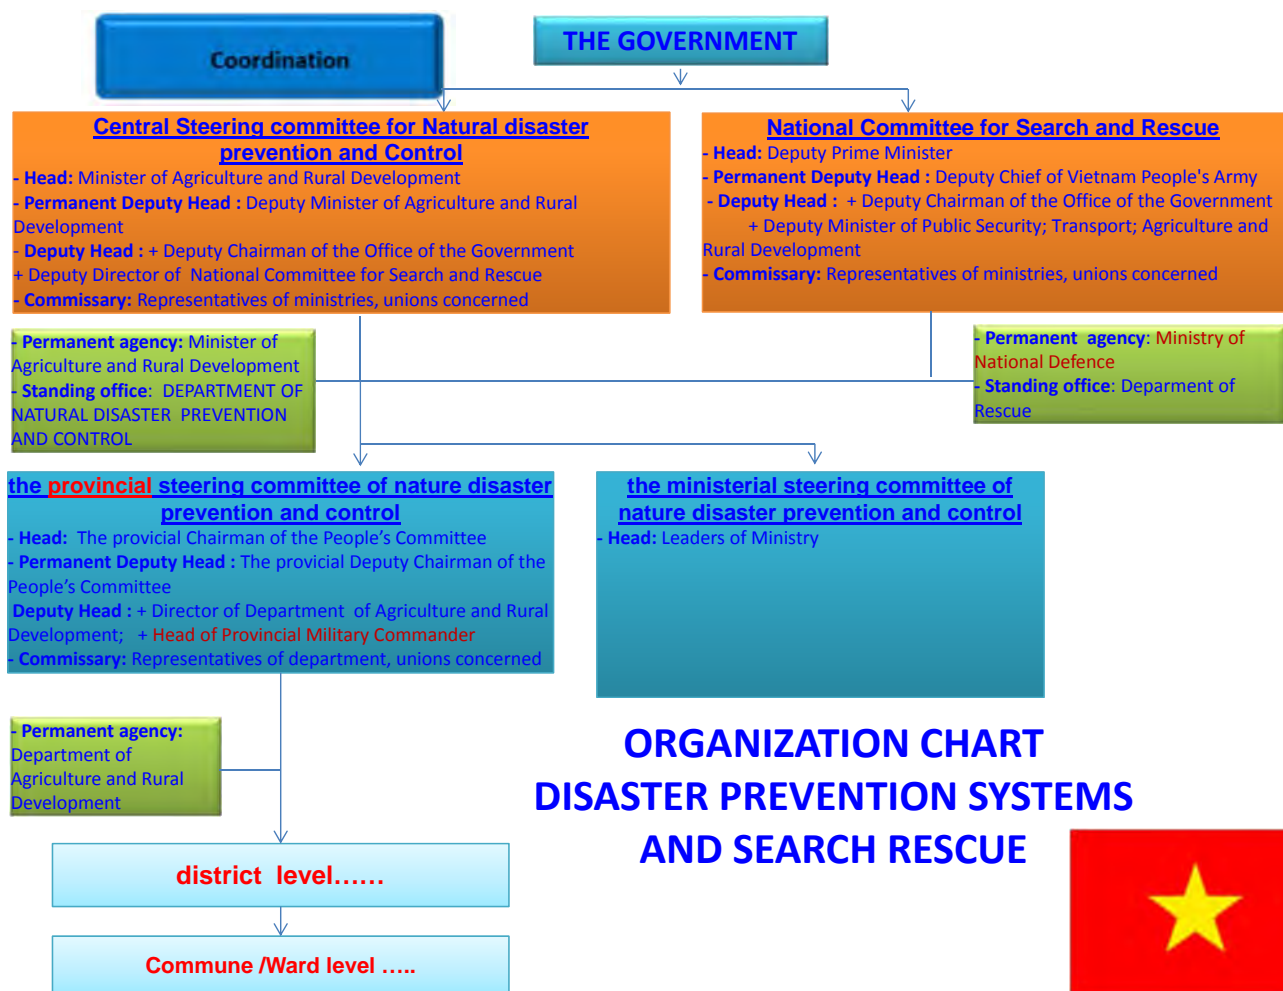 Coordination
THE GOVERNMENT
Central Steering committee for Natural disaster
prevention and Control
- Head: Minister of Agriculture and Rural Development
- Permanent Deputy Head : Deputy Minister of Agriculture and Rural
Development
- Deputy Head : + Deputy Chairman of the Office of the Government
+ Deputy Director of National Committee for Search and Rescue
- Commissary: Representatives of ministries, unions concerned
National Committee for Search and Rescue
- Head: Deputy Prime Minister
- Permanent Deputy Head : Deputy Chief of Vietnam People's Army
- Deputy Head : + Deputy Chairman of the Office of the Government
+ Deputy Minister of Public Security; Transport; Agriculture and
Rural Development
- Commissary: Representatives of ministries, unions concerned
- Permanent agency: Minister of
Agriculture and Rural Development
- Standing office: DEPARTMENT OF
NATURAL DISASTER PREVENTION
AND CONTROL
- Permanent agency: Ministry of
National Defence
- Standing office: Deparment of
Rescue
the provincial steering committee of nature disaster
prevention and control
- Head: The provicial Chairman of the People’s Committee
- Permanent Deputy Head : The provicial Deputy Chairman of the
People’s Committee
Deputy Head : + Director of Department of Agriculture and Rural
Development; + Head of Provincial Military Commander
- Commissary: Representatives of department, unions concerned
the ministerial steering committee of
nature disaster prevention and control
- Head: Leaders of Ministry
- Permanent agency:
Department of
Agriculture and Rural
Development
ORGANIZATION CHART
DISASTER PREVENTION SYSTEMS
AND SEARCH RESCUE
district level……
Commune /Ward level …..